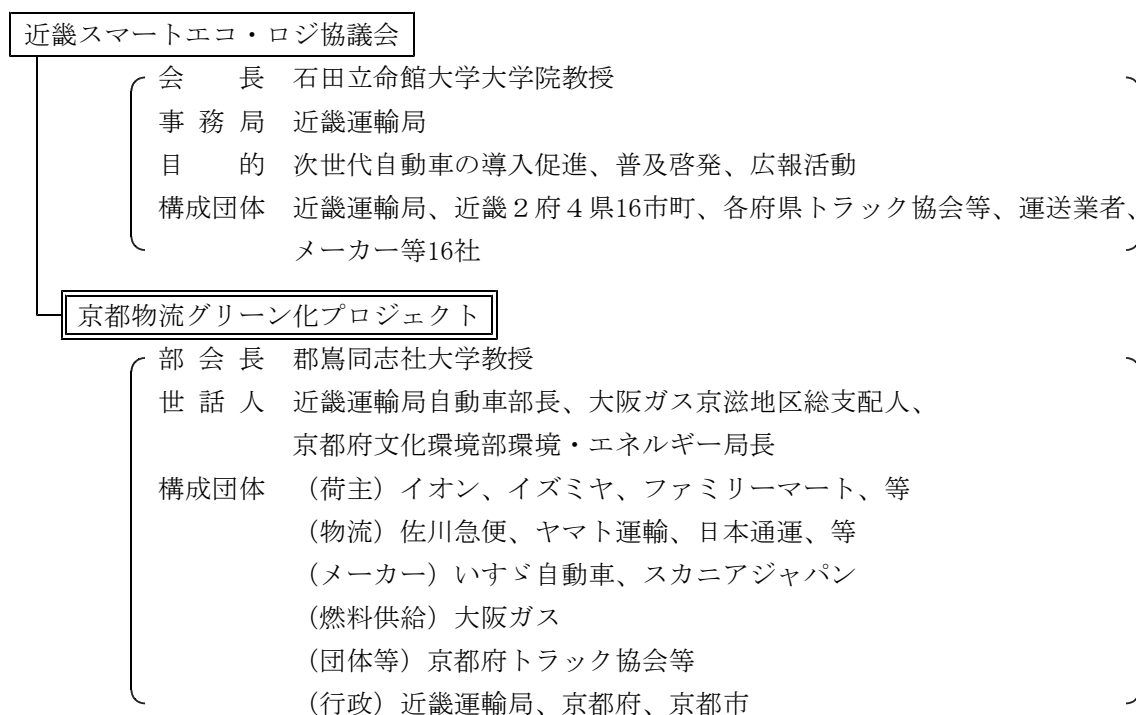 近畿スマートエコ・ロジ協議会
会　　長　石田立命館大学大学院教授
事 務 局　近畿運輸局
目　　的　次世代自動車の導入促進、普及啓発、広報活動
構成団体　近畿運輸局、近畿２府４県16市町、各府県トラック協会等、運送業者、
メーカー等16社
京都物流グリーン化プロジェクト
部 会 長　郡嶌同志社大学教授
世 話 人　近畿運輸局自動車部長、大阪ガス京滋地区総支配人、
京都府文化環境部環境・エネルギー局長
構成団体　（荷主）イオン、イズミヤ、ファミリーマート、等
（物流）佐川急便、ヤマト運輸、日本通運、等
（メーカー）いすゞ自動車、スカニアジャパン
（燃料供給）大阪ガス
（団体等）京都府トラック協会等
（行政）近畿運輸局、京都府、京都市